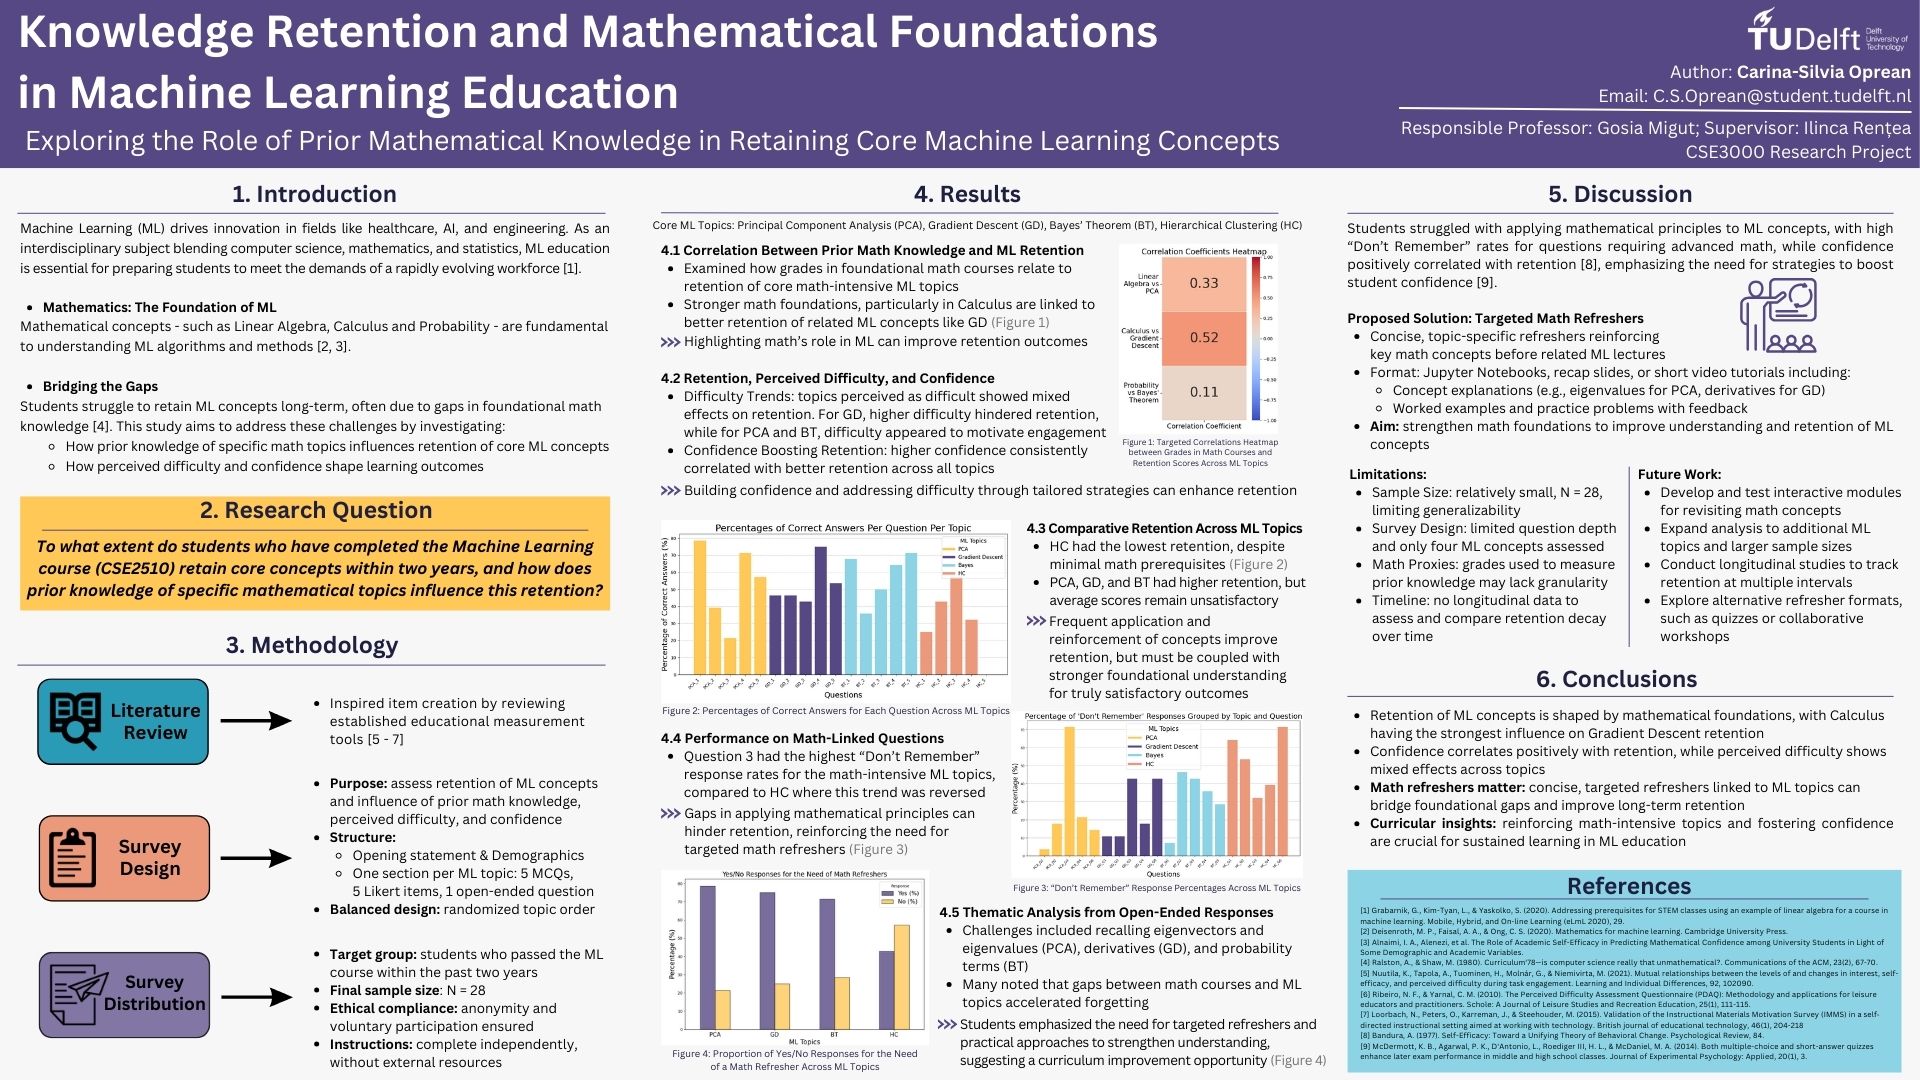 Knowledge Retention and Mathematical Foundations
in Machine Learning Education
Exploring the Role of Prior Mathematical Knowledge in Retaining Core Machine Learning Concepts
TUDelft
Delft
University of
Technology
Author: Carina-Silvia Oprean
Email: C.S.Oprean@student.tudelft.nl
Responsible Professor: Gosia Migut; Supervisor: Ilinca Rențea
CSE3000 Research Project
1. Introduction
Machine Learning (ML) drives innovation in fields like healthcare, AI, and engineering. As an
interdisciplinary subject blending computer science, mathematics, and statistics, ML education
is essential for preparing students to meet the demands of a rapidly evolving workforce [1].
• Mathematics: The Foundation of ML
Mathematical concepts - such as Linear Algebra, Calculus and Probability - are fundamental
to understanding ML algorithms and methods [2, 3].
• Bridging the Gaps
Students struggle to retain ML concepts long-term, often due to gaps in foundational math
knowledge [4]. This study aims to address these challenges by investigating:
◦ How prior knowledge of specific math topics influences retention of core ML concepts
◦ How perceived difficulty and confidence shape learning outcomes
2. Research Question
To what extent do students who have completed the Machine Learning
course (CSE2510) retain core concepts within two years, and how does
prior knowledge of specific mathematical topics influence this retention?
3. Methodology
Literature
Review
• Inspired item creation by reviewing
established educational measurement
tools [5 - 7]
Survey
Design
• Purpose: assess retention of ML concepts
and influence of prior math knowledge,
perceived difficulty, and confidence
• Structure:
◦ Opening statement & Demographics
◦ One section per ML topic: 5 MCQs,
5 Likert items, 1 open-ended question
• Balanced design: randomized topic order
Survey
Distribution
• Target group: students who passed the ML
course within the past two years
• Final sample size: N = 28
• Ethical compliance: anonymity and
voluntary participation ensured
• Instructions: complete independently,
without external resources
4. Results
Core ML Topics: Principal Component Analysis (PCA), Gradient Descent (GD), Bayes' Theorem (BT), Hierarchical Clustering (HC)
4.1 Correlation Between Prior Math Knowledge and ML Retention
• Examined how grades in foundational math courses relate to
retention of core math-intensive ML topics
• Stronger math foundations, particularly in Calculus are linked to
better retention of related ML concepts like GD (Figure 1)
Highlighting math's role in ML can improve retention outcomes
Correlation Coefficients Heatmap
Linear
Algebra vs
PCA
0.33
Calculus vs
Gradient
Descent
0.52
Probability
vs Bayes'
Theorem
0.11
Correlation Coefficient
1.00
0.75
0.50
0.25
0.00
−0.25
−0.50
−0.75
−1.00
Figure 1: Targeted Correlations Heatmap
between Grades in Math Courses and
Retention Scores Across ML Topics
4.2 Retention, Perceived Difficulty, and Confidence
• Difficulty Trends: topics perceived as difficult showed mixed
effects on retention. For GD, higher difficulty hindered retention,
while for PCA and BT, difficulty appeared to motivate engagement
• Confidence Boosting Retention: higher confidence consistently
correlated with better retention across all topics
Building confidence and addressing difficulty through tailored strategies can enhance retention
Percentages of Correct Answers Per Question Per Topic
Percentage of Correct Answers (%)
80
70
60
50
40
30
20
10
0
ML Topics
PCA
Gradient Descent
Bayes
HC
PCA_1 PCA_2 PCA_3 PCA_4 PCA_5 GD_1 GD_2 GD_3 GD_4 GD_5 BT_1 BT_2 BT_3 BT_4 BT_5 HC_1 HC_2 HC_3 HC_4 HC_5
Questions
Figure 2: Percentages of Correct Answers for Each Question Across ML Topics
4.3 Comparative Retention Across ML Topics
• HC had the lowest retention, despite
minimal math prerequisites (Figure 2)
• PCA, GD, and BT had higher retention, but
average scores remain unsatisfactory
Frequent application and
reinforcement of concepts improve
retention, but must be coupled with
stronger foundational understanding
for truly satisfactory outcomes
4.4 Performance on Math-Linked Questions
• Question 3 had the highest “Don't Remember”
response rates for the math-intensive ML topics,
compared to HC where this trend was reversed
Gaps in applying mathematical principles can
hinder retention, reinforcing the need for
targeted math refreshers (Figure 3)
Percentage of 'Don't Remember' Responses Grouped by Topic and Question
Percentage (%)
ML Topics
PCA
Gradient Descent
Bayes
HC
Questions
Figure 3: “Don't Remember” Response Percentages Across ML Topics
Yes/No Responses for the Need of Math Refreshers
Percentage (%)
80
70
60
50
40
30
20
10
0
Response
Yes (%)
No (%)
PCA GD BT HC
ML Topics
Figure 4: Proportion of Yes/No Responses for the Need
of a Math Refresher Across ML Topics
4.5 Thematic Analysis from Open-Ended Responses
• Challenges included recalling eigenvectors and
eigenvalues (PCA), derivatives (GD), and probability
terms (BT)
• Many noted that gaps between math courses and ML
topics accelerated forgetting
Students emphasized the need for targeted refreshers and
practical approaches to strengthen understanding,
suggesting a curriculum improvement opportunity (Figure 4)
5. Discussion
Students struggled with applying mathematical principles to ML concepts, with high
“Don't Remember” rates for questions requiring advanced math, while confidence
positively correlated with retention [8], emphasizing the need for strategies to boost
student confidence [9].
Proposed Solution: Targeted Math Refreshers
• Concise, topic-specific refreshers reinforcing
key math concepts before related ML lectures
• Format: Jupyter Notebooks, recap slides, or short video tutorials including:
◦ Concept explanations (e.g., eigenvalues for PCA, derivatives for GD)
◦ Worked examples and practice problems with feedback
• Aim: strengthen math foundations to improve understanding and retention of ML
concepts
Limitations:
• Sample Size: relatively small, N = 28,
limiting generalizability
• Survey Design: limited question depth
and only four ML concepts assessed
• Math Proxies: grades used to measure
prior knowledge may lack granularity
• Timeline: no longitudinal data to
assess and compare retention decay
over time
Future Work:
• Develop and test interactive modules
for revisiting math concepts
• Expand analysis to additional ML
topics and larger sample sizes
• Conduct longitudinal studies to track
retention at multiple intervals
• Explore alternative refresher formats,
such as quizzes or collaborative
workshops
6. Conclusions
• Retention of ML concepts is shaped by mathematical foundations, with Calculus
having the strongest influence on Gradient Descent retention
• Confidence correlates positively with retention, while perceived difficulty shows
mixed effects across topics
• Math refreshers matter: concise, targeted refreshers linked to ML topics can
bridge foundational gaps and improve long-term retention
• Curricular insights: reinforcing math-intensive topics and fostering confidence
are crucial for sustained learning in ML education
References
[1] Grabarnik, G., Kim-Tyan, L., & Yaskolko, S. (2020). Addressing prerequisites for STEM classes using an example of linear algebra for a course in
machine learning. Mobile, Hybrid, and On-line Learning (eLmL 2020), 29.
[2] Deisenroth, M. P., Faisal, A. A., & Ong, C. S. (2020). Mathematics for machine learning. Cambridge University Press.
[3] Alnaimi, I. A., Alenezi, et al. The Role of Academic Self-Efficacy in Predicting Mathematical Confidence among University Students in Light of
Some Demographic and Academic Variables.
[4] Ralston, A., & Shaw, M. (1980). Curriculum'78—is computer science really that unmathematical?. Communications of the ACM, 23(2), 67-70.
[5] Nuutila, K., Tapola, A., Tuominen, H., Molnár, G., & Niemivirta, M. (2021). Mutual relationships between the levels of and changes in interest, self-
efficacy, and perceived difficulty during task engagement. Learning and Individual Differences, 92, 102090.
[6] Ribeiro, N. F., & Yarnal, C. M. (2010). The Perceived Difficulty Assessment Questionnaire (PDAQ): Methodology and applications for leisure
educators and practitioners. Schole: A Journal of Leisure Studies and Recreation Education, 25(1), 111-115.
[7] Loorbach, N., Peters, O., Karreman, J., & Steehouder, M. (2015). Validation of the Instructional Materials Motivation Survey (IMMS) in a self-
directed instructional setting aimed at working with technology. British journal of educational technology, 46(1), 204-218
[8] Bandura, A. (1977). Self-Efficacy: Toward a Unifying Theory of Behavioral Change. Psychological Review, 84.
[9] McDermott, K. B., Agarwal, P. K., D'Antonio, L., Roediger III, H. L., & McDaniel, M. A. (2014). Both multiple-choice and short-answer quizzes
enhance later exam performance in middle and high school classes. Journal of Experimental Psychology: Applied, 20(1), 3.